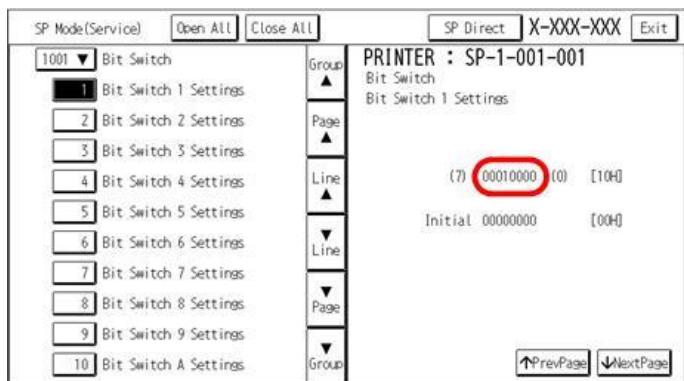 SP Mode(Service) Open All Close All SP Direct X-XXX-XXX Exit
1001 ▼ Bit Switch
1 Bit Switch 1 Settings
2 Bit Switch 2 Settings
3 Bit Switch 3 Settings
4 Bit Switch 4 Settings
5 Bit Switch 5 Settings
6 Bit Switch 6 Settings
7 Bit Switch 7 Settings
8 Bit Switch 8 Settings
9 Bit Switch 9 Settings
10 Bit Switch A Settings
Group
▲
Page
▲
Line
▲
▼
Line
▼
Page
▼
Group
PRINTER : SP-1-001-001
Bit Switch
Bit Switch 1 Settings
(7) 00010000 (0) [10H]
Initial 00000000 [00H]
↑PrevPage ↓NextPage